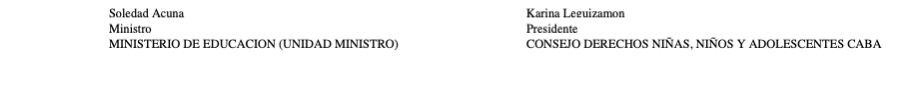 Soledad Acuna
Ministro
MINISTERIO DE EDUCACION (UNIDAD MINISTRO)
Karina Leguizamon
Presidente
CONSEJO DERECHOS NIÑAS, NIÑOS Y ADOLESCENTES CABA